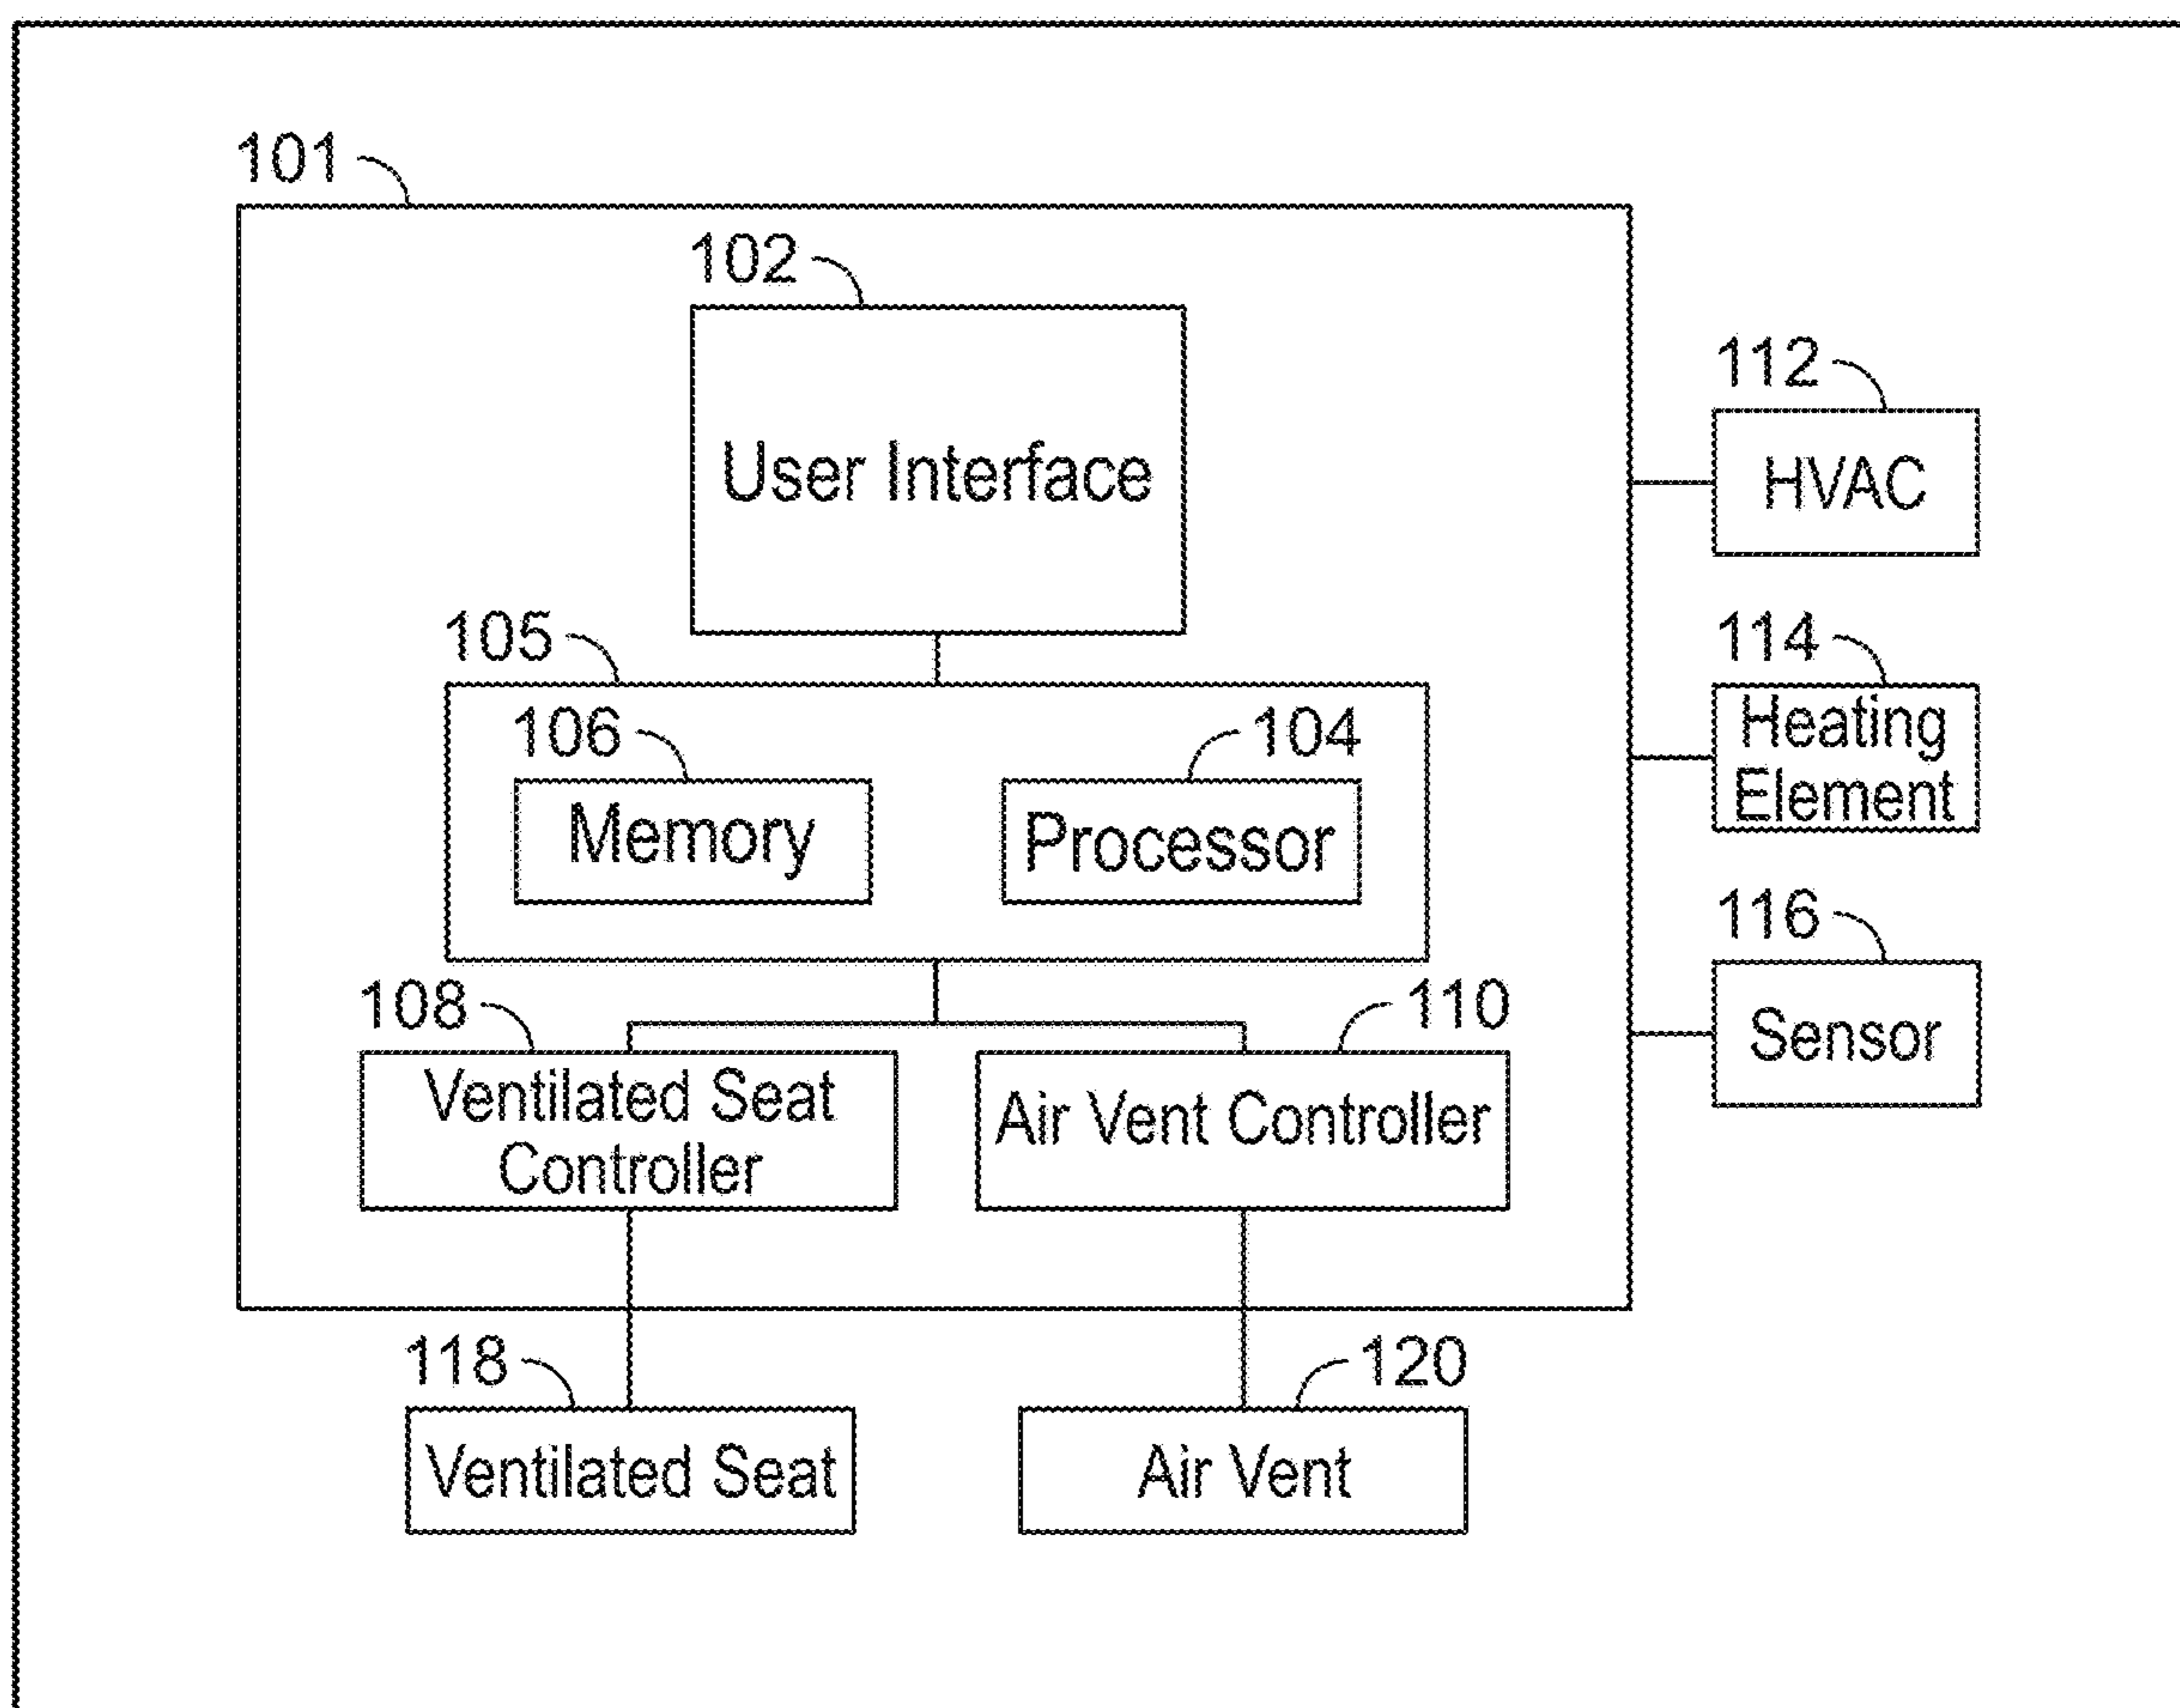 101
102
User Interface
112
HVAC
105
114
Heating
Element
106
104
Memory
Processor
116
Sensor
108
110
Ventilated Seat
Controller
Air Vent Controller
118
120
Ventilated Seat
Air Vent